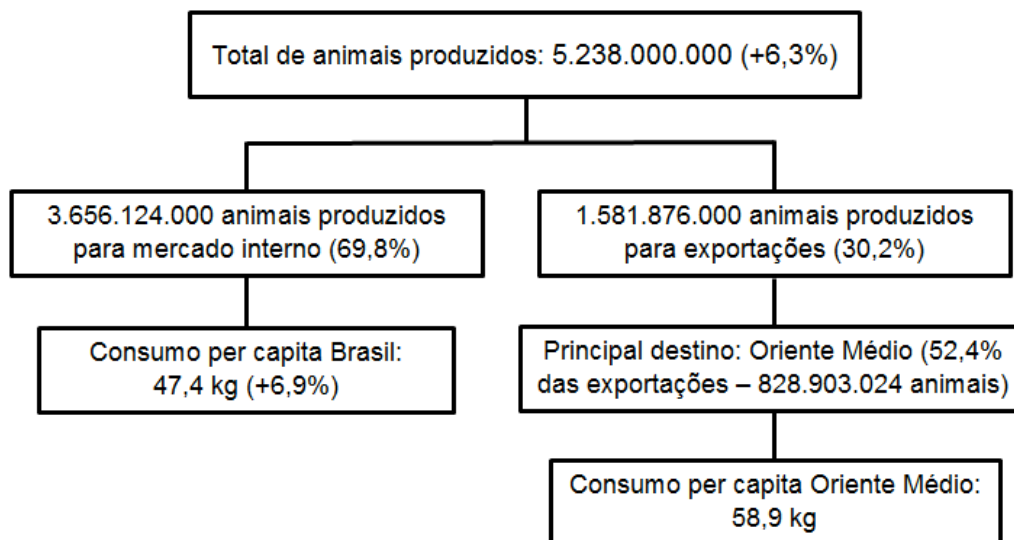 Total de animais produzidos: 5.238.000.000 (+6,3%)
3.656.124.000 animais produzidos
para mercado interno (69,8%)
1.581.876.000 animais produzidos
para exportações (30,2%)
Consumo per capita Brasil:
47,4 kg (+6,9%)
Principal destino: Oriente Médio (52,4%
das exportações – 828.903.024 animais)
Consumo per capita Oriente Médio:
58,9 kg